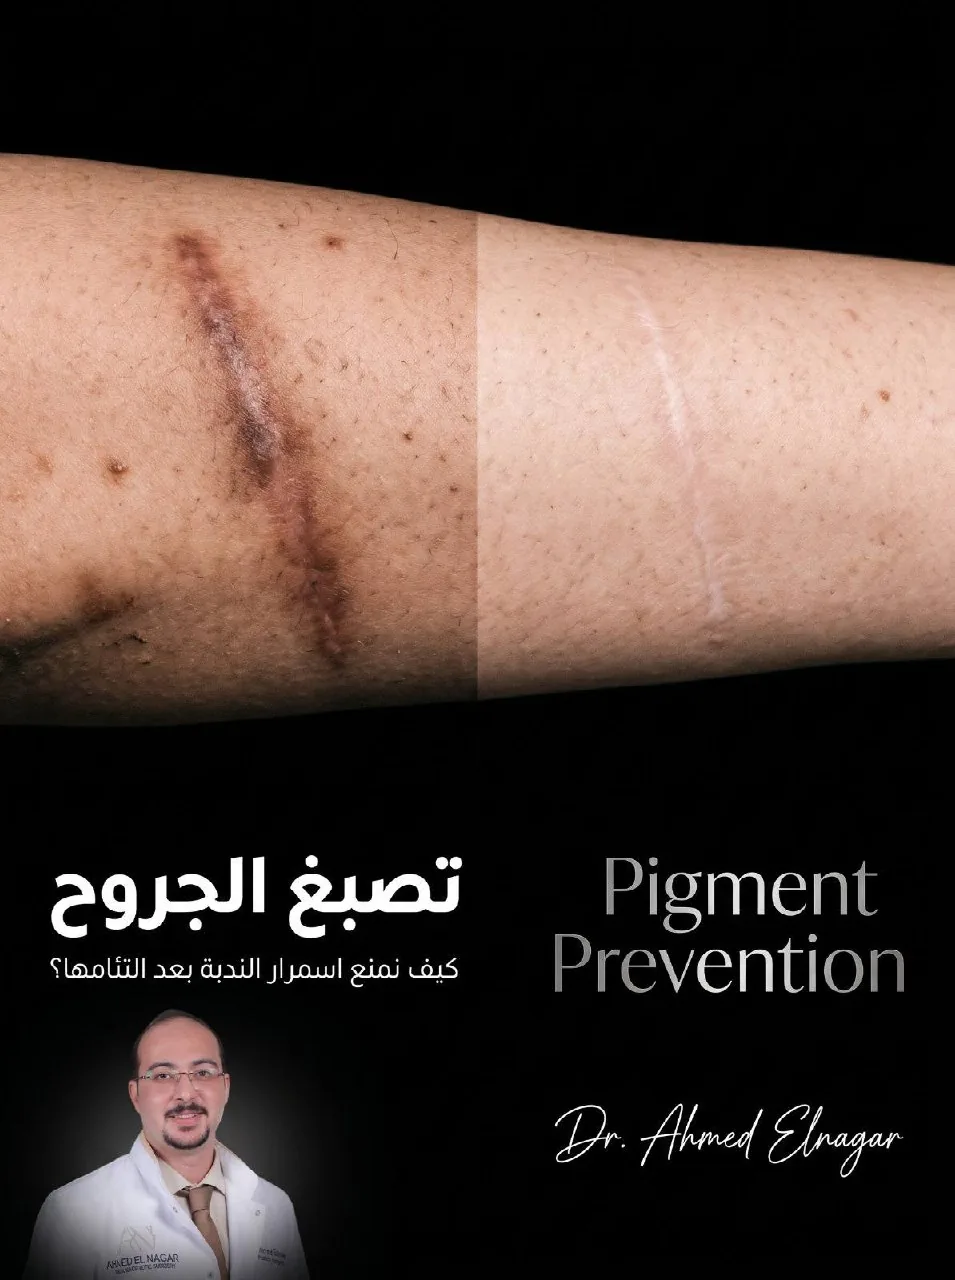 تصبغ الجروح
كيف نمنع اسمرار الندبة بعد التئامها؟
Pigment
Prevention
Dr. Ahmed Elnagar
AHMED EL NAGAR